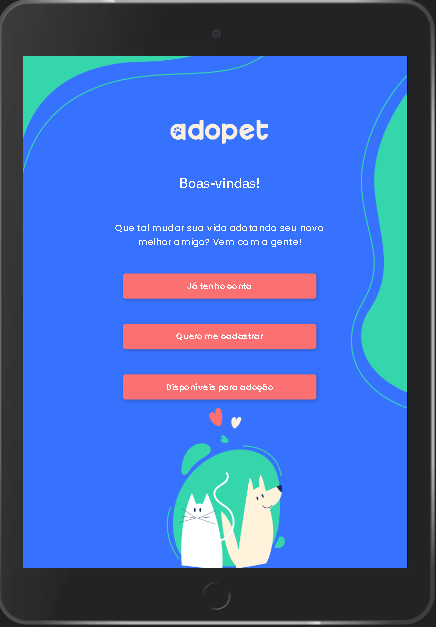 adopet
Boas-vindas!
Que tal mudar sua vida adotando seu novo
melhor amigo? Vem com a gente!
Já tenho conta
Quero me cadastrar
Disponíveis para adoção